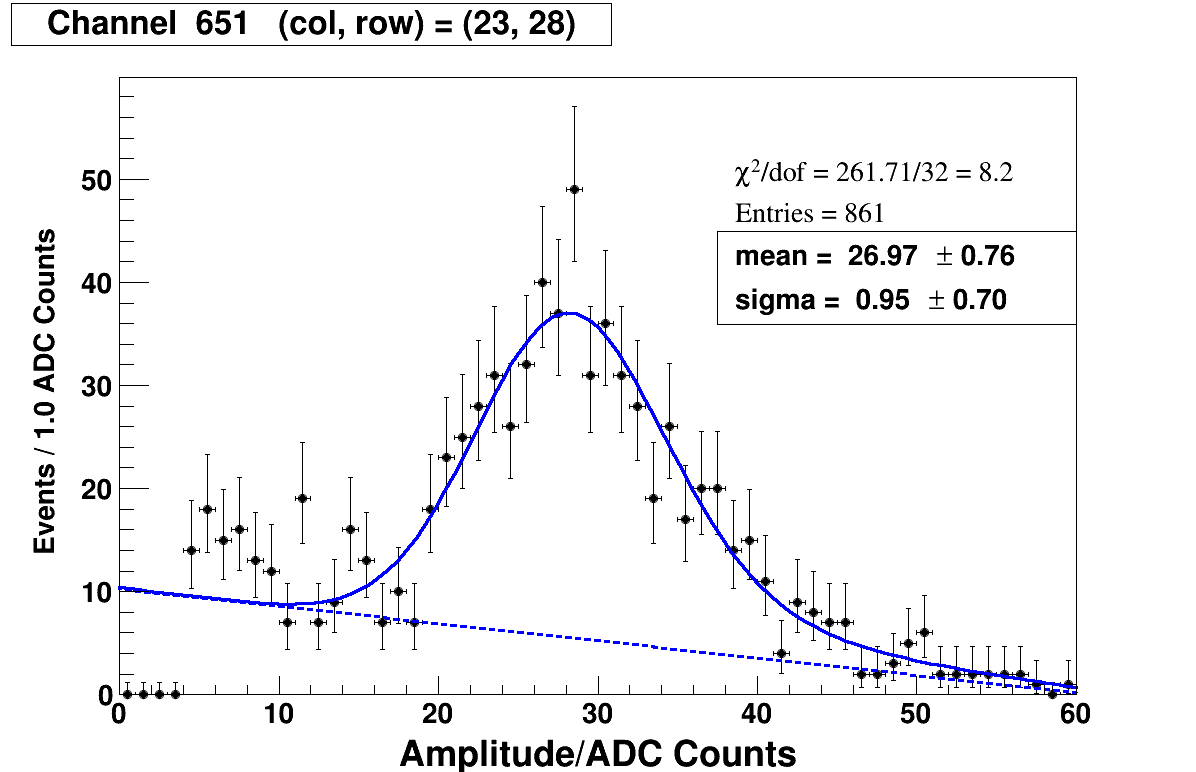 Channel 651 (col, row) = (23, 28)
χ²/dof = 261.71/32 = 8.2
Entries = 861
mean = 26.97 ± 0.76
sigma = 0.95 ± 0.70
Events / 1.0 ADC Counts
50
40
30
20
10
0
0 10 20 30 40 50 60
Amplitude/ADC Counts